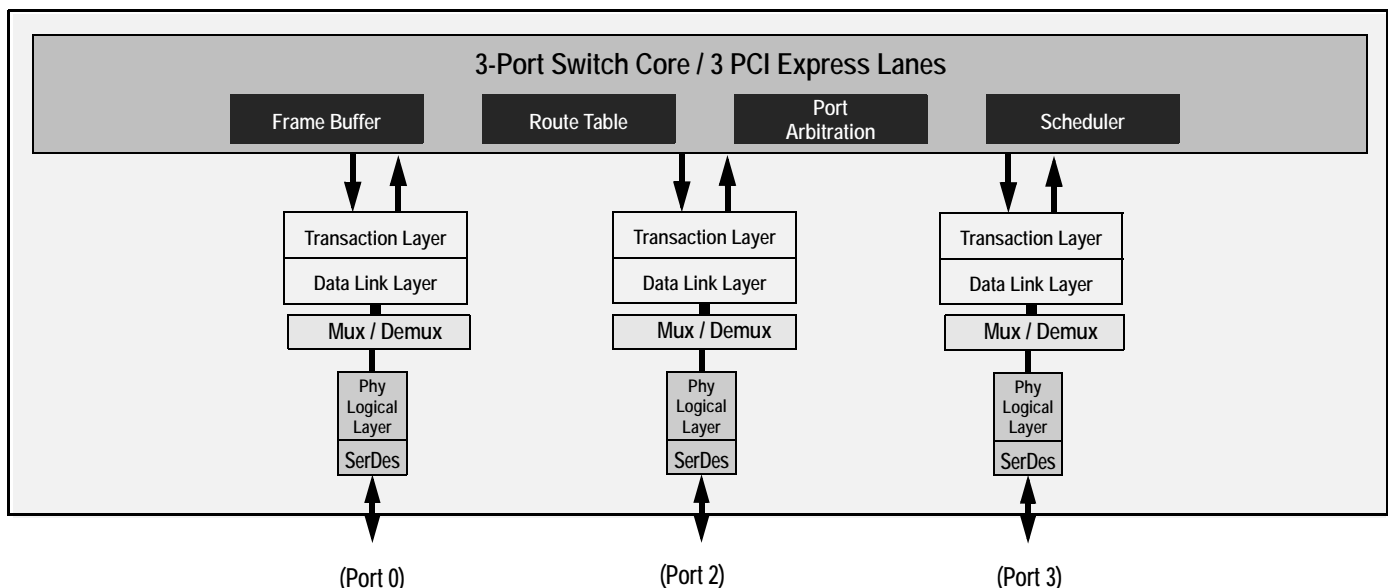 3-Port Switch Core / 3 PCI Express Lanes
Frame Buffer
Route Table
Port
Arbitration
Scheduler
Transaction Layer
Data Link Layer
Mux / Demux
Phy
Logical
Layer
SerDes
(Port 0)
Transaction Layer
Data Link Layer
Mux / Demux
Phy
Logical
Layer
SerDes
(Port 2)
Transaction Layer
Data Link Layer
Mux / Demux
Phy
Logical
Layer
SerDes
(Port 3)